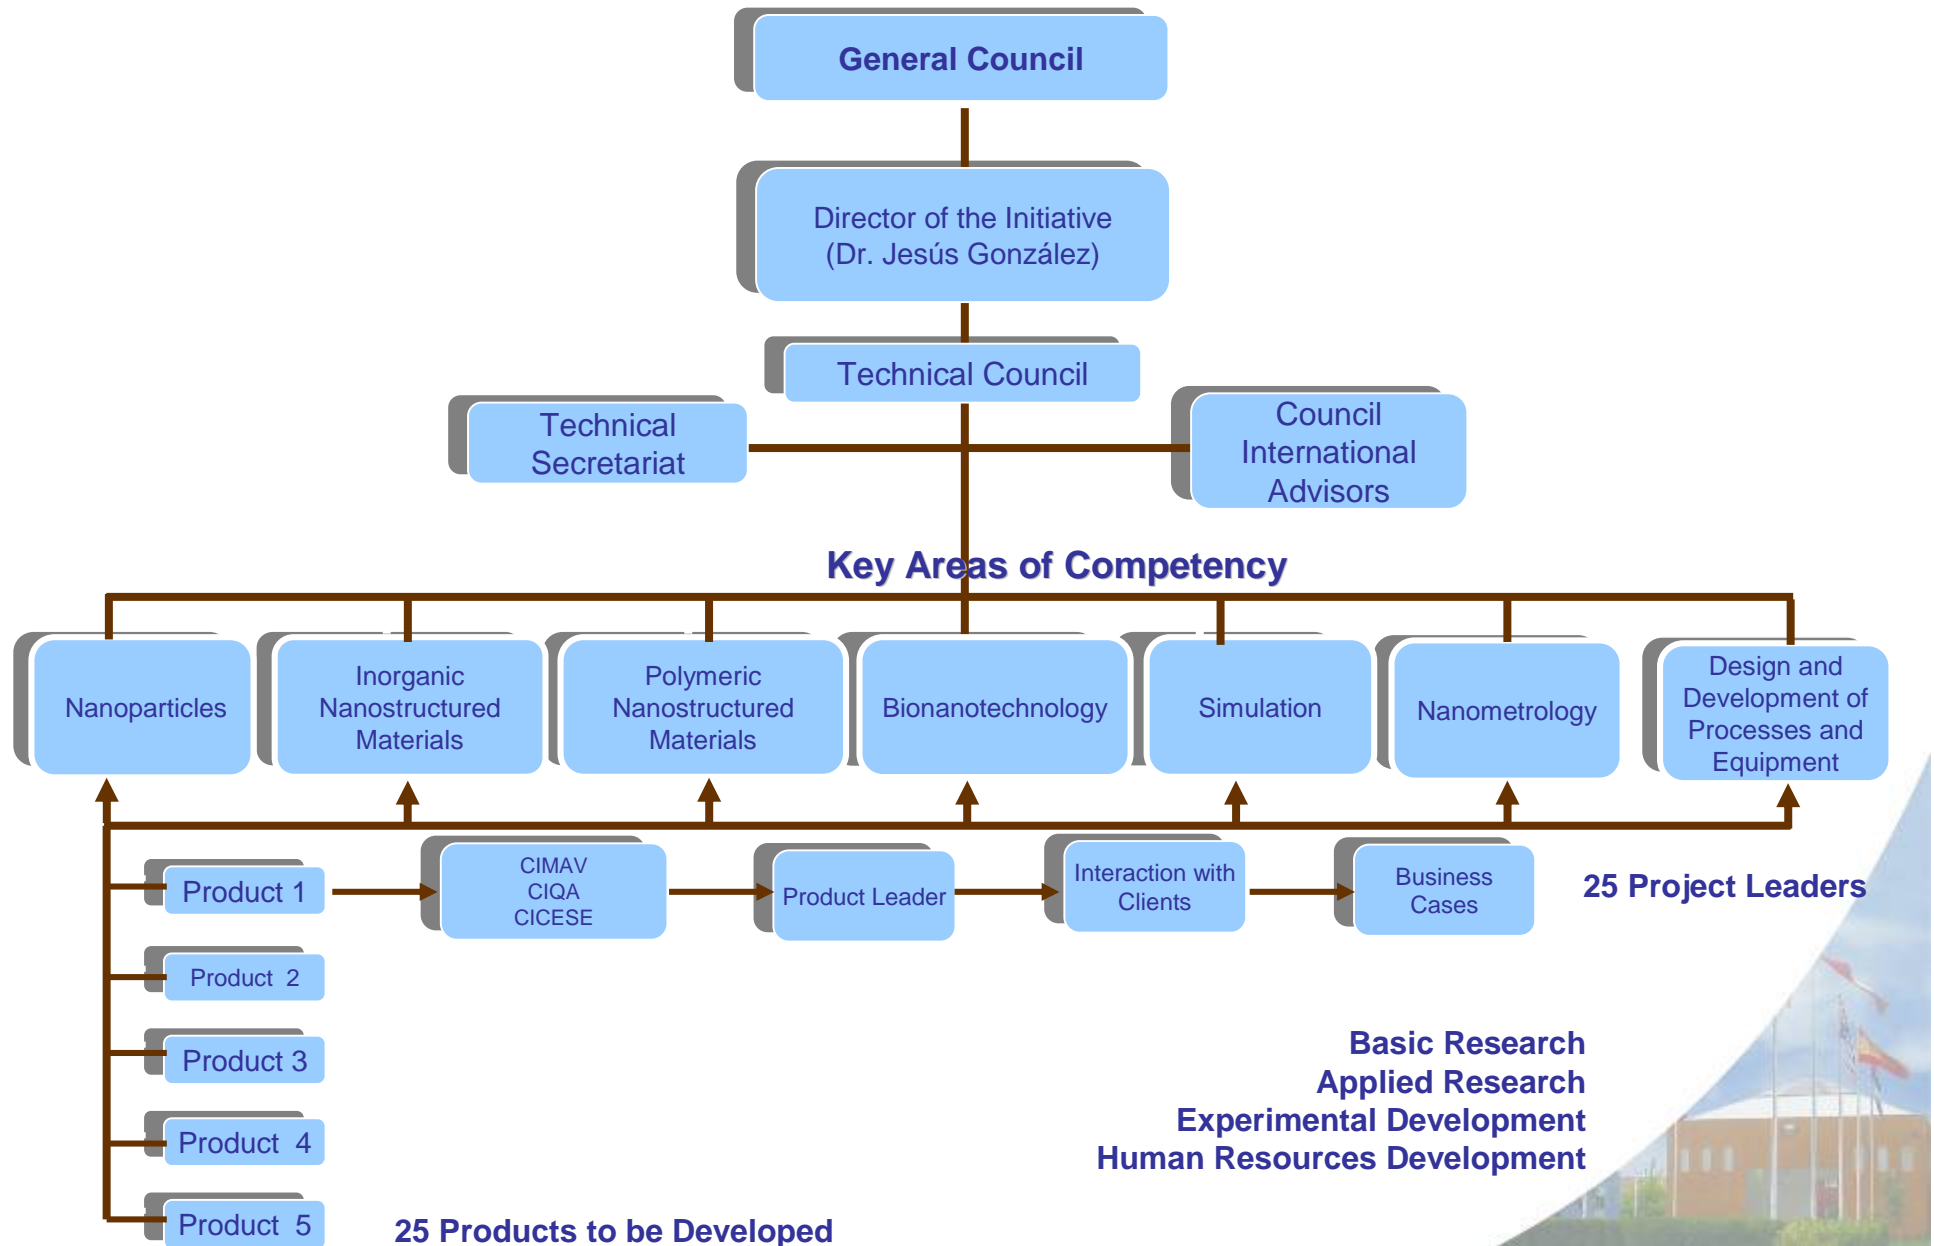 General Council
Director of the Initiative
(Dr. Jesús González)
Technical Council
Technical
Secretariat
Council
International
Advisors
Key Areas of Competency
Nanoparticles
Inorganic
Nanostructured
Materials
Polymeric
Nanostructured
Materials
Bionanotechnology
Simulation
Nanometrology
Design and
Development of
Processes and
Equipment
Product 1
CIMAV
CIQA
CICESE
Product Leader
Interaction with
Clients
Business
Cases
25 Project Leaders
Product 2
Product 3
Product 4
Product 5
Basic Research
Applied Research
Experimental Development
Human Resources Development
25 Products to be Developed